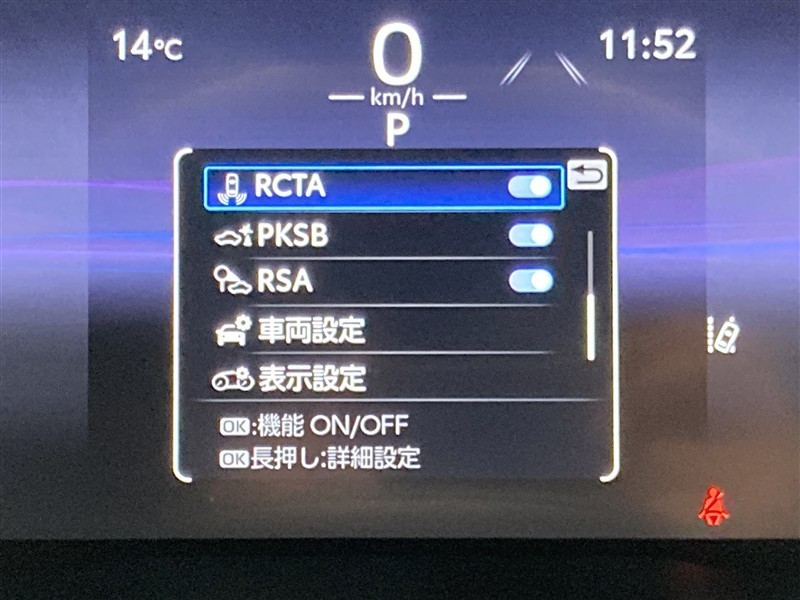 14℃
0
11:52
km/h
P
RCTA
PKSB
RSA
車両設定
表示設定
OK:機能 ON/OFF
OK長押し:詳細設定